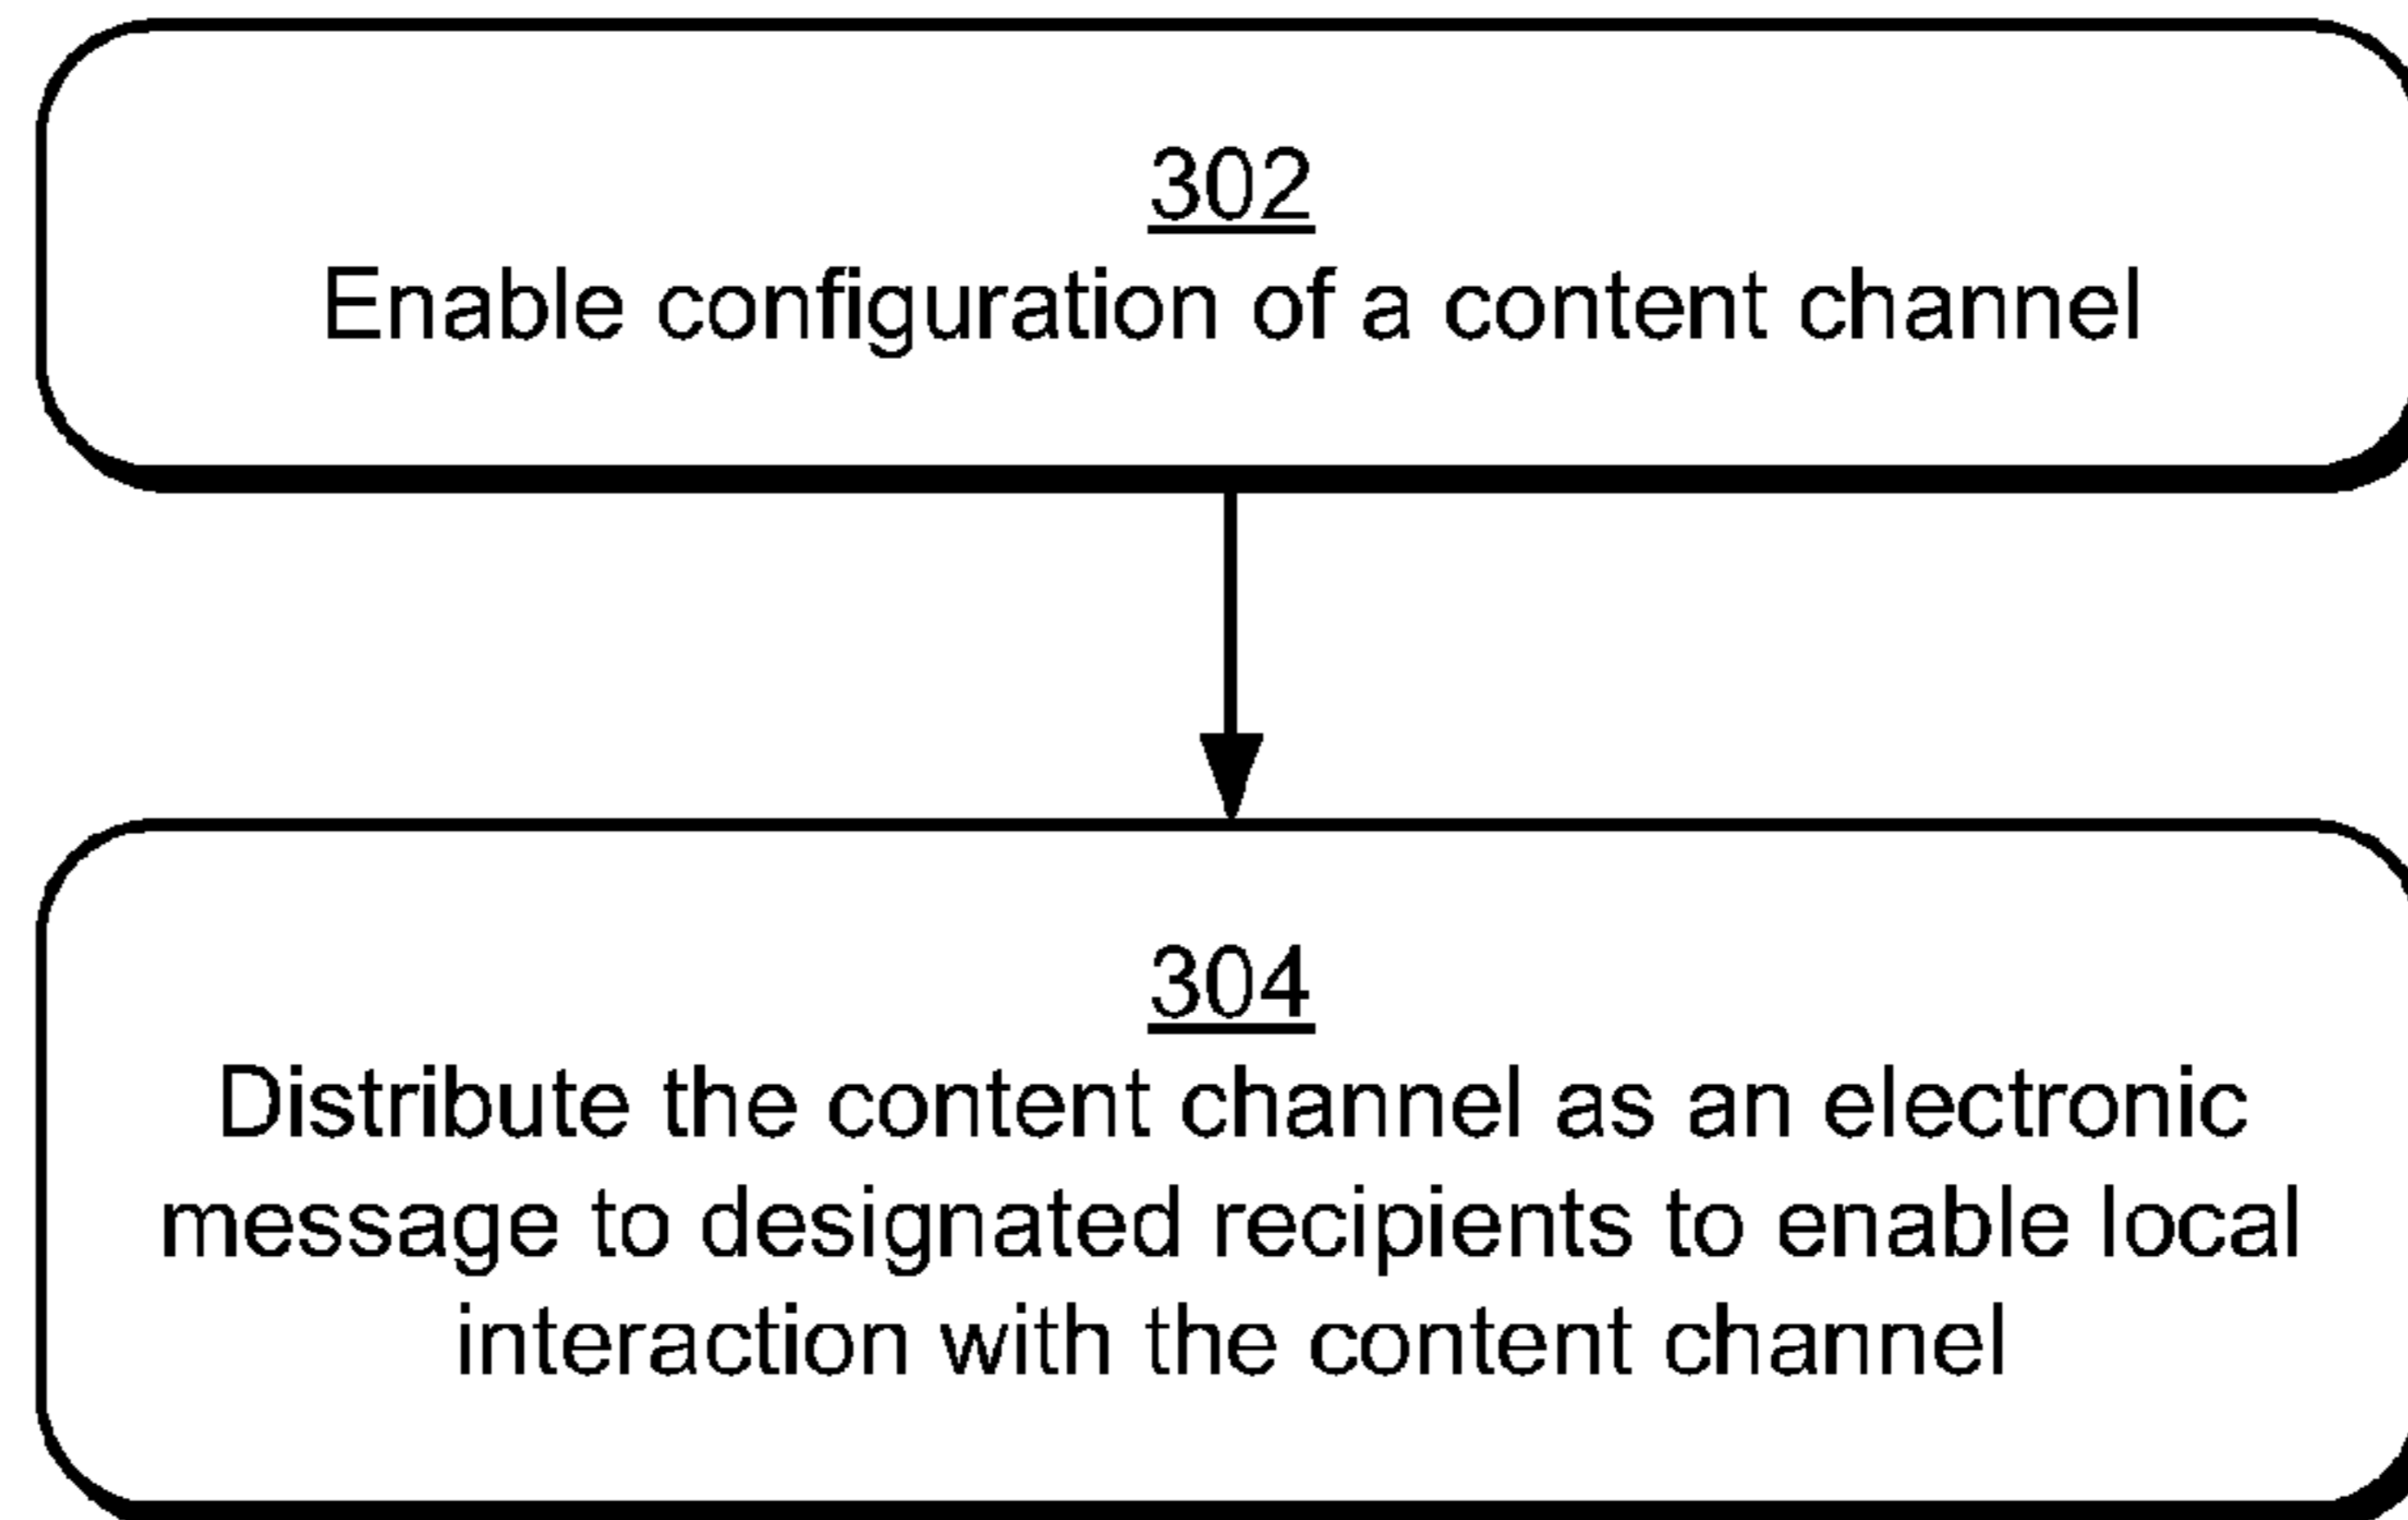 302
Enable configuration of a content channel
304
Distribute the content channel as an electronic
message to designated recipients to enable local
interaction with the content channel